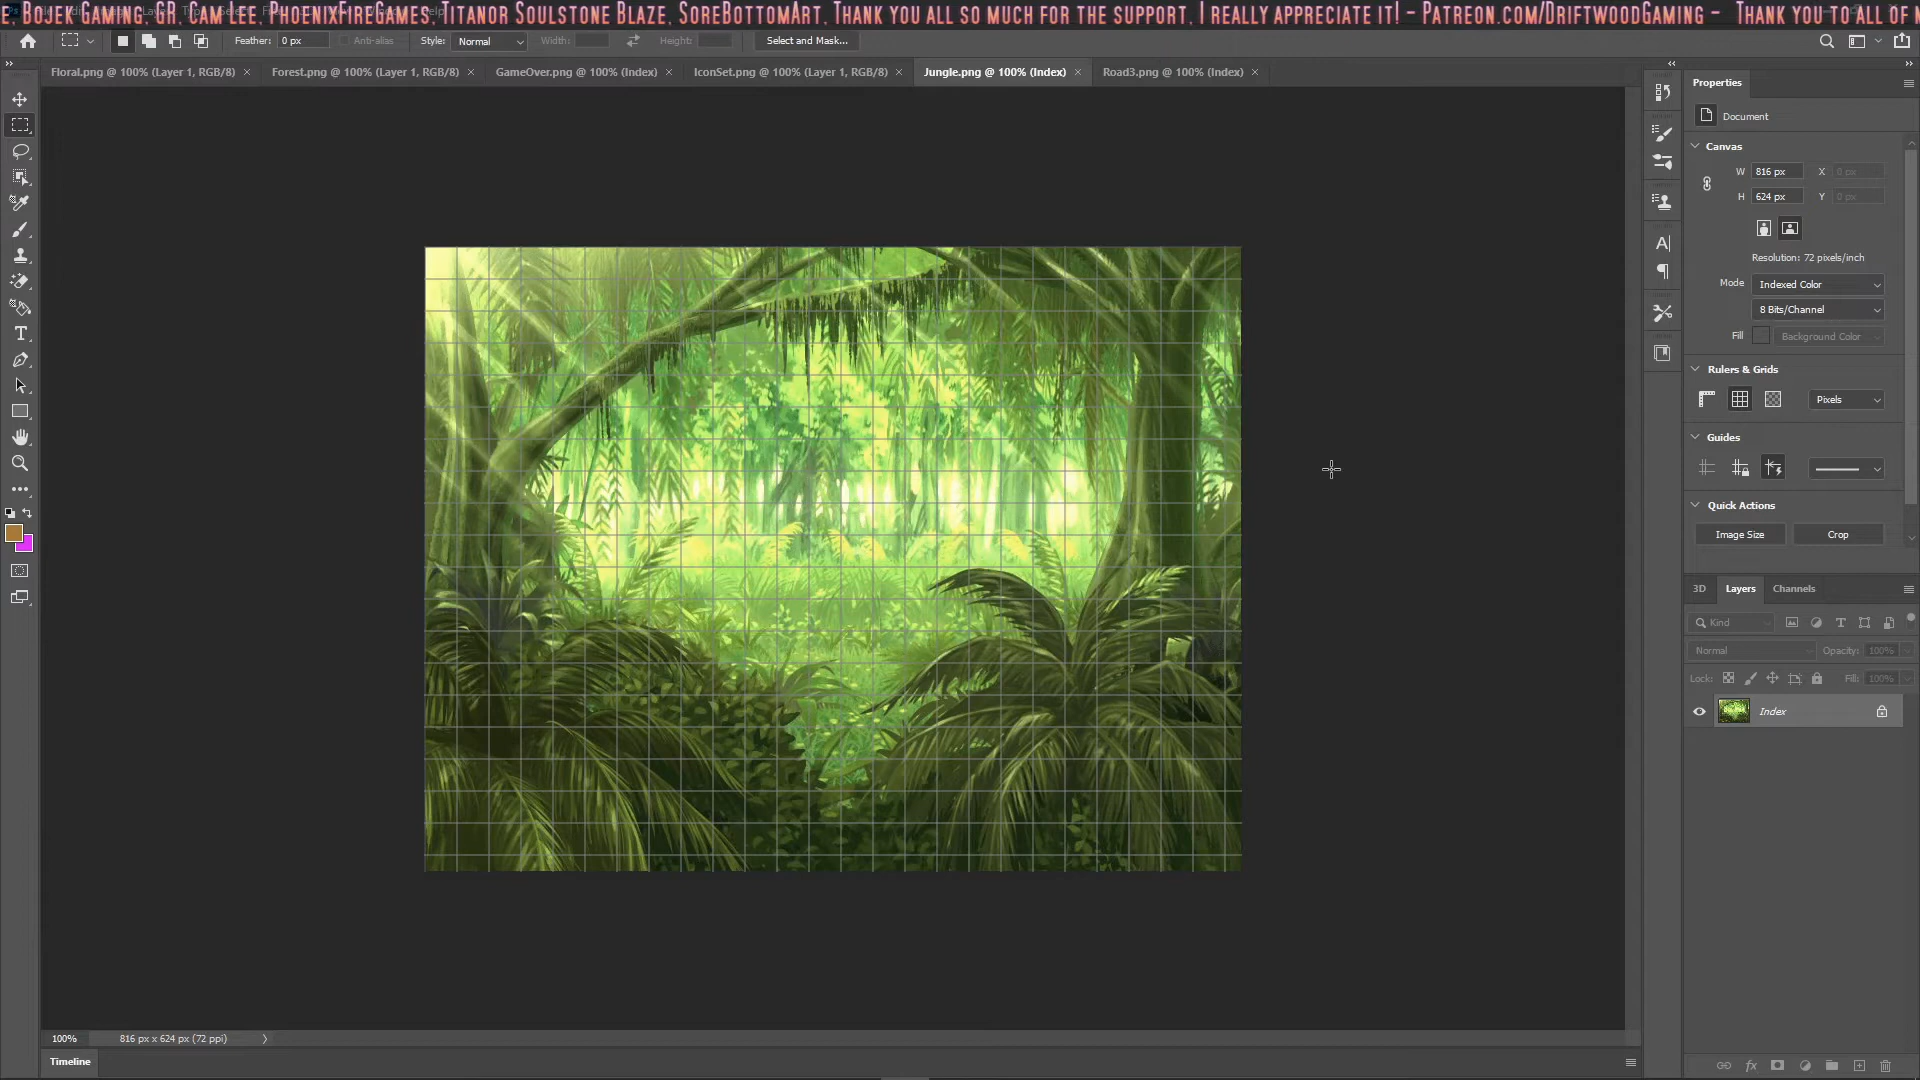 Bojek Gaming, GR, Sam Lee, PhoenixFireGames, Titanor Soulstone Blaze, SoreBottomArt, Thank you all so much for the support, I really appreciate it! – Patreon.com/DriftwoodGaming – Thank you to all of m
Feather: 0 px Anti-alias Style: Normal Width: Height: Select and Mask...
Floral.png @ 100% (Layer 1, RGB/8) × Forest.png @ 100% (Layer 1, RGB/8) × GameOver.png @ 100% (Index) × IconSet.png @ 100% (Layer 1, RGB/8) × Jungle.png @ 100% (Index) × Road3.png @ 100% (Index) ×
Properties
Document
Canvas
W 816 px X 0 px
H 624 px Y 0 px
Resolution: 72 pixels/inch
Mode Indexed Color
8 Bits/Channel
Fill Background Color
Rulers & Grids
Pixels
Guides
Quick Actions
Image Size Crop
3D Layers Channels
Kind
Normal Opacity: 100%
Lock: Fill: 100%
Index
100% 816 px x 624 px (72 ppi)
Timeline